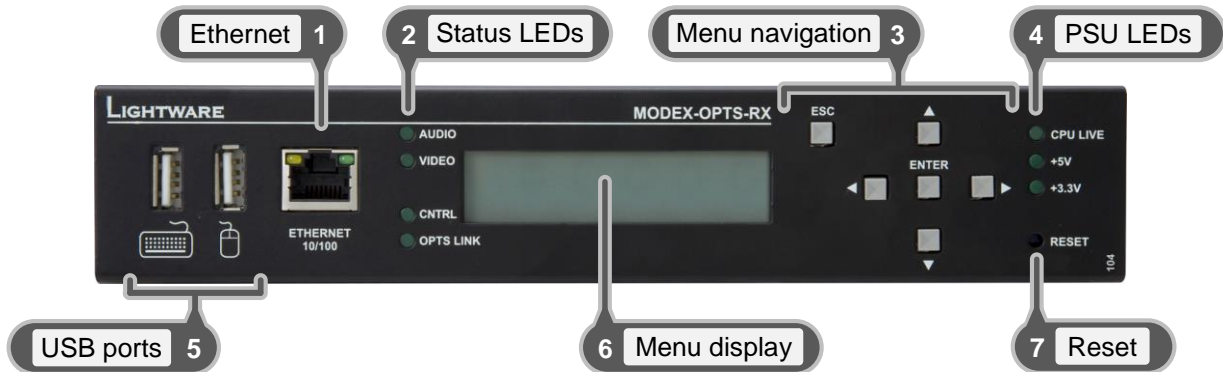 Ethernet 1
2 Status LEDs
Menu navigation 3
4 PSU LEDs
LIGHTWARE
MODEX-OPTS-RX
ESC
AUDIO
CPU LIVE
VIDEO
ENTER
+5V
+3.3V
CNTRL
ETHERNET
10/100
OPTS LINK
RESET
104
USB ports 5
6 Menu display
7 Reset